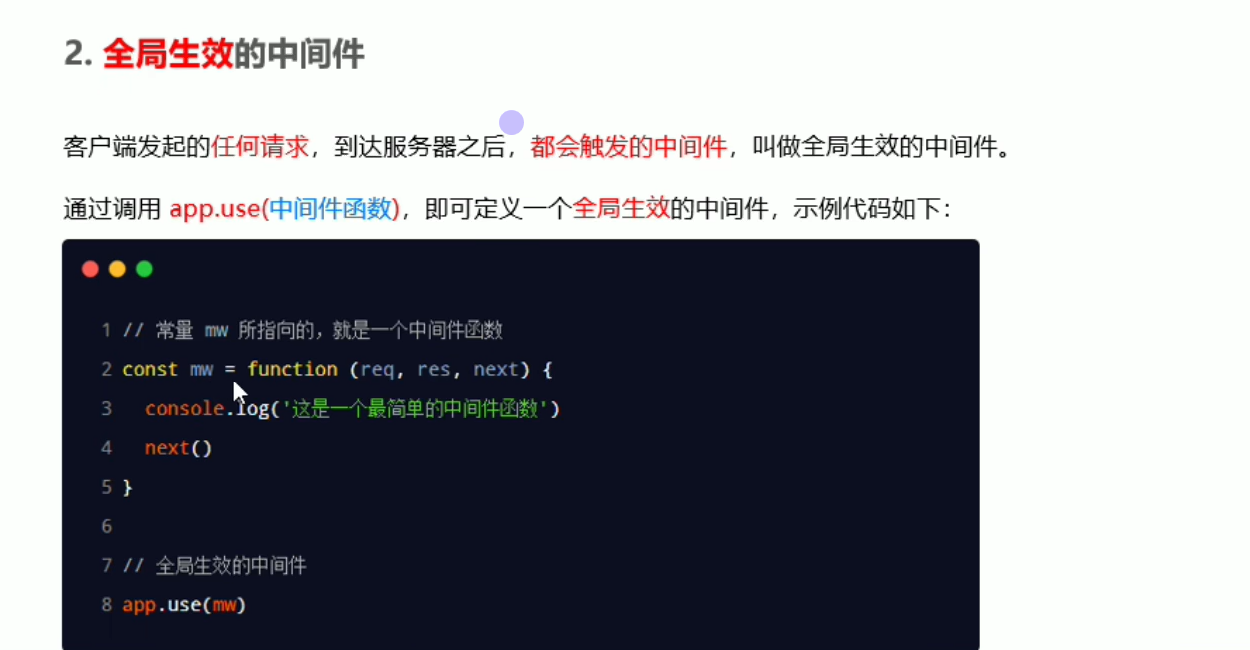 2. 全局生效的中间件
客户端发起的任何请求，到达服务器之后，都会触发的中间件，叫做全局生效的中间件。
通过调用 app.use(中间件函数)，即可定义一个全局生效的中间件，示例代码如下：
1 // 常量 mw 所指向的，就是一个中间件函数
2 const mw = function (req, res, next) {
3   console.log('这是一个最简单的中间件函数')
4   next()
5 }
6
7 // 全局生效的中间件
8 app.use(mw)